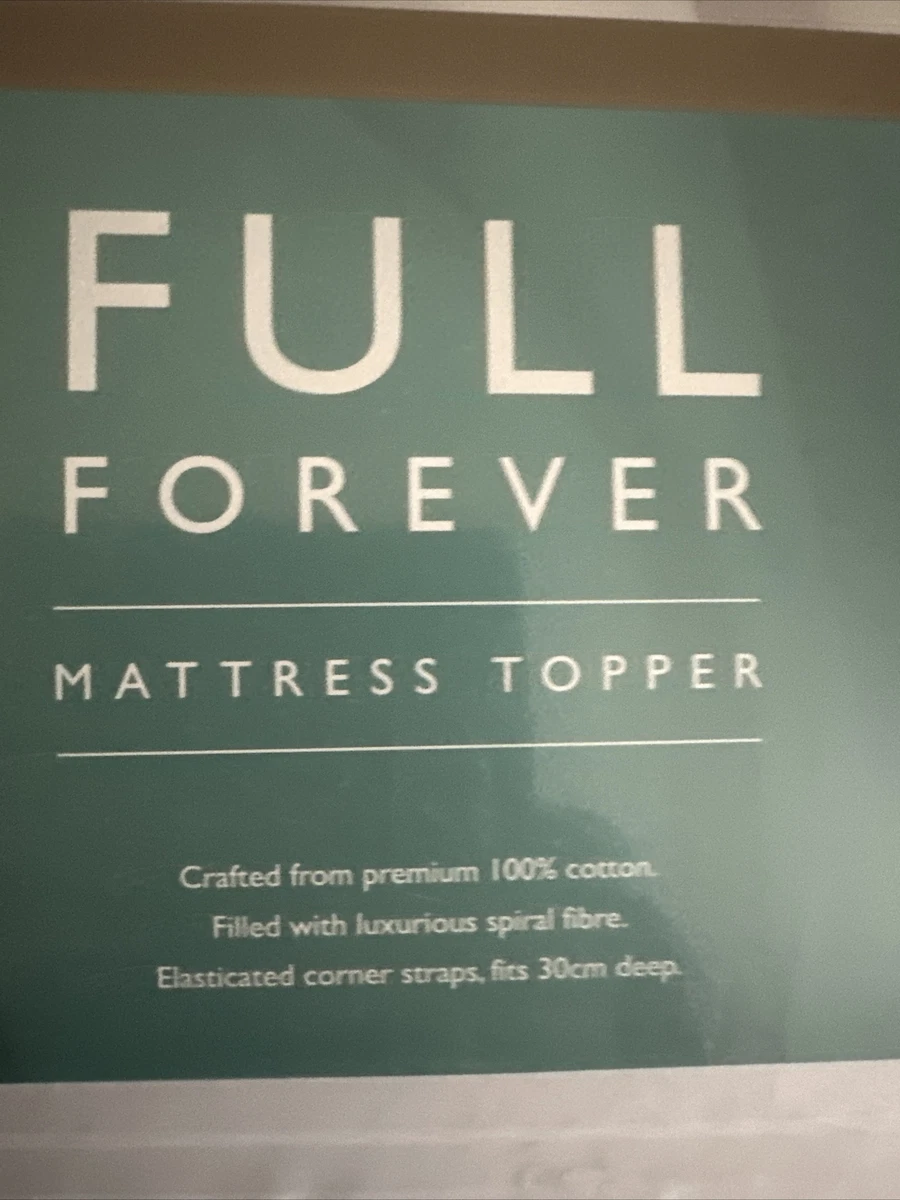 FULL
FOREVER
MATTRESS TOPPER
Crafted from premium 100% cotton.
Filled with luxurious spiral fibre.
Elasticated corner straps, fits 30cm deep.